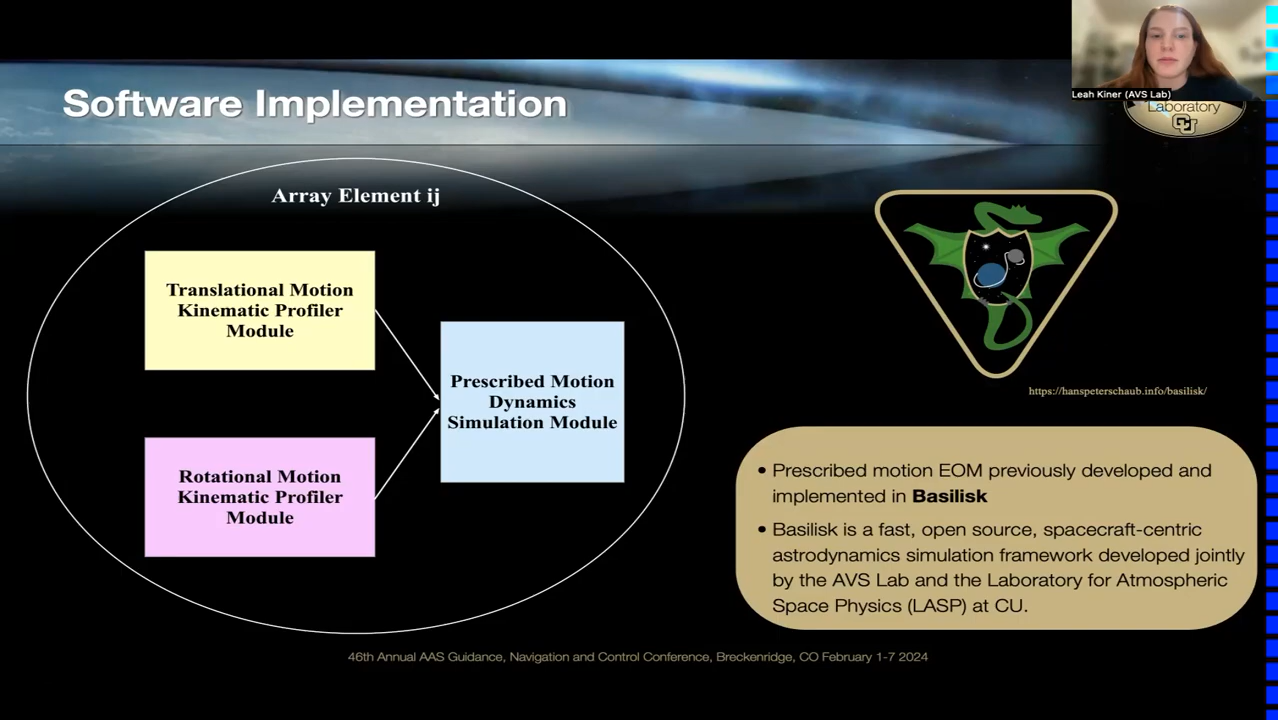 Leah Kiner (AVS Lab)
Laboratory
Software Implementation
Array Element ij
Translational Motion
Kinematic Profiler
Module
Rotational Motion
Kinematic Profiler
Module
Prescribed Motion
Dynamics
Simulation Module
https://hanspeterschaub.info/basilisk/
• Prescribed motion EOM previously developed and
implemented in Basilisk
• Basilisk is a fast, open source, spacecraft-centric
astrodynamics simulation framework developed jointly
by the AVS Lab and the Laboratory for Atmospheric
Space Physics (LASP) at CU.
46th Annual AAS Guidance, Navigation and Control Conference, Breckenridge, CO February 1-7 2024